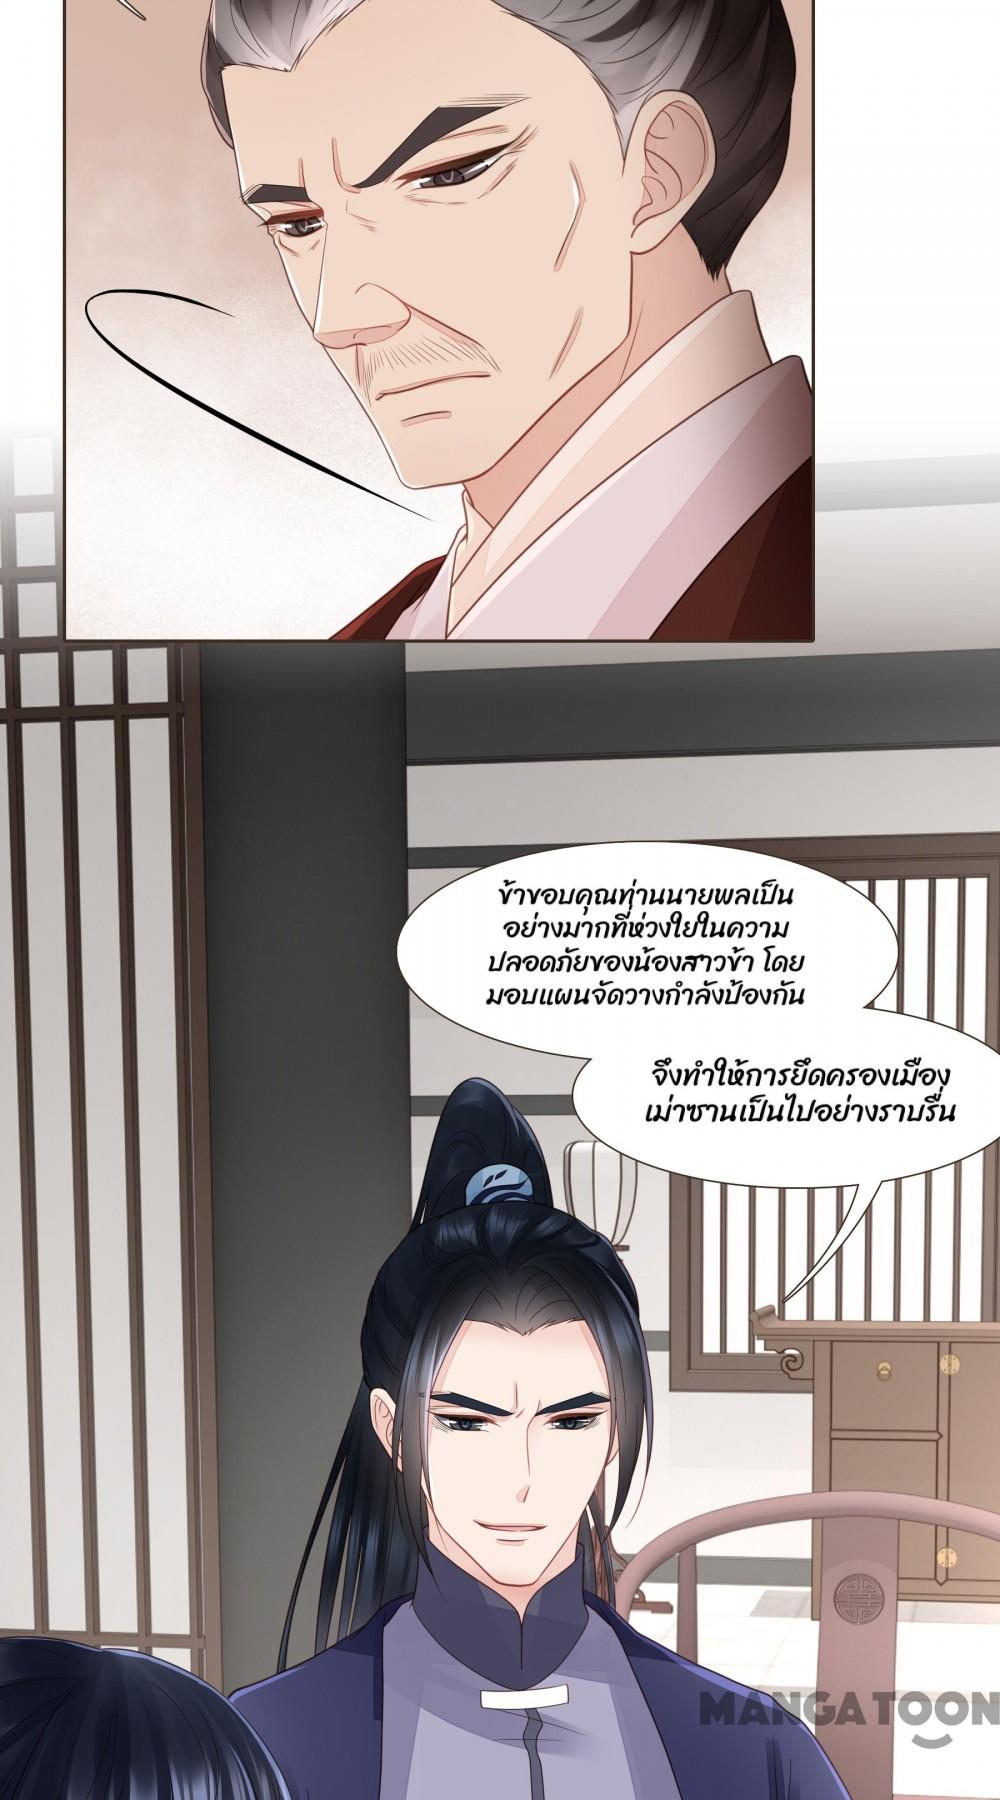 ข้าขอบคุณท่านนายพลเป็น
อย่างมากที่ห่วงใยในความ
ปลอดภัยของน้องสาวข้า โดย
มอบแผนจัดวางกำลังป้องกัน
จึงทำให้การยึดครองเมือง
เม่าซานเป็นไปอย่างราบรื่น
MANGATOON